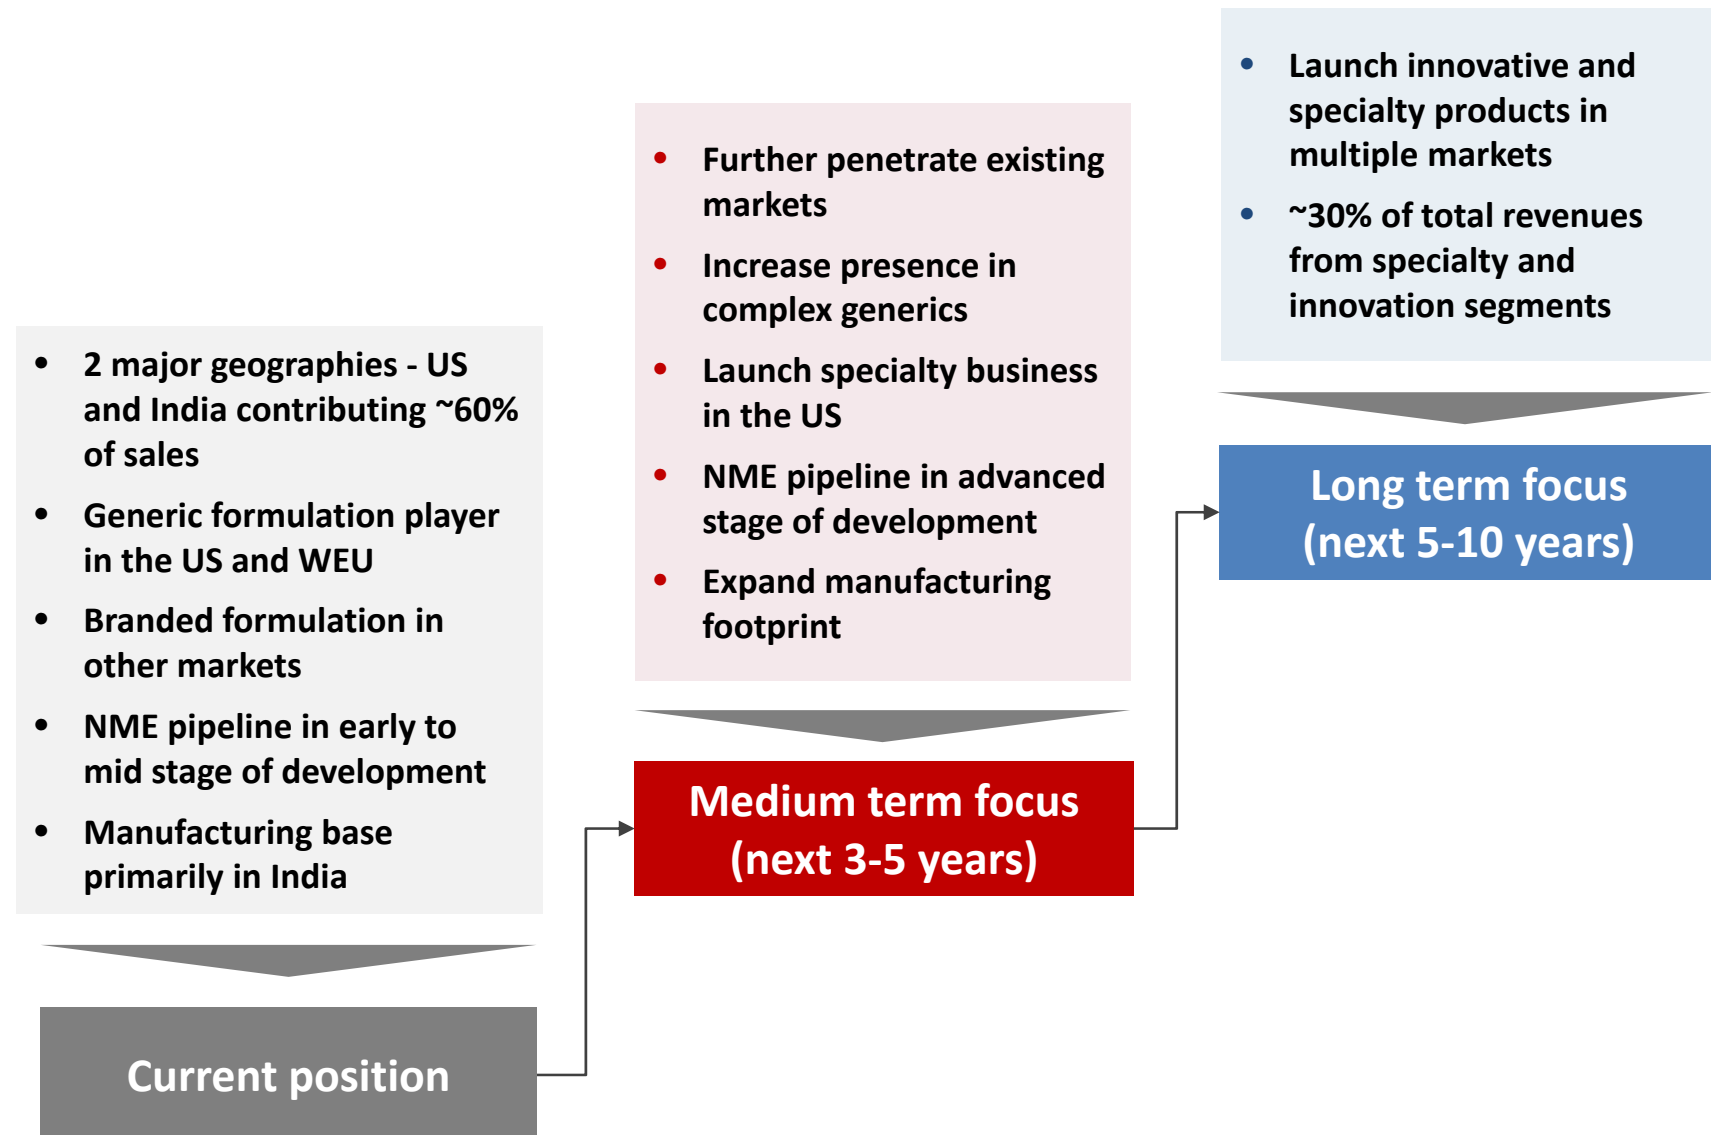 • 2 major geographies - US
and India contributing ~60%
of sales
• Generic formulation player
in the US and WEU
• Branded formulation in
other markets
• NME pipeline in early to
mid stage of development
• Manufacturing base
primarily in India
Current position
• Further penetrate existing
markets
• Increase presence in
complex generics
• Launch specialty business
in the US
• NME pipeline in advanced
stage of development
• Expand manufacturing
footprint
Medium term focus
(next 3-5 years)
• Launch innovative and
specialty products in
multiple markets
• ~30% of total revenues
from specialty and
innovation segments
Long term focus
(next 5-10 years)